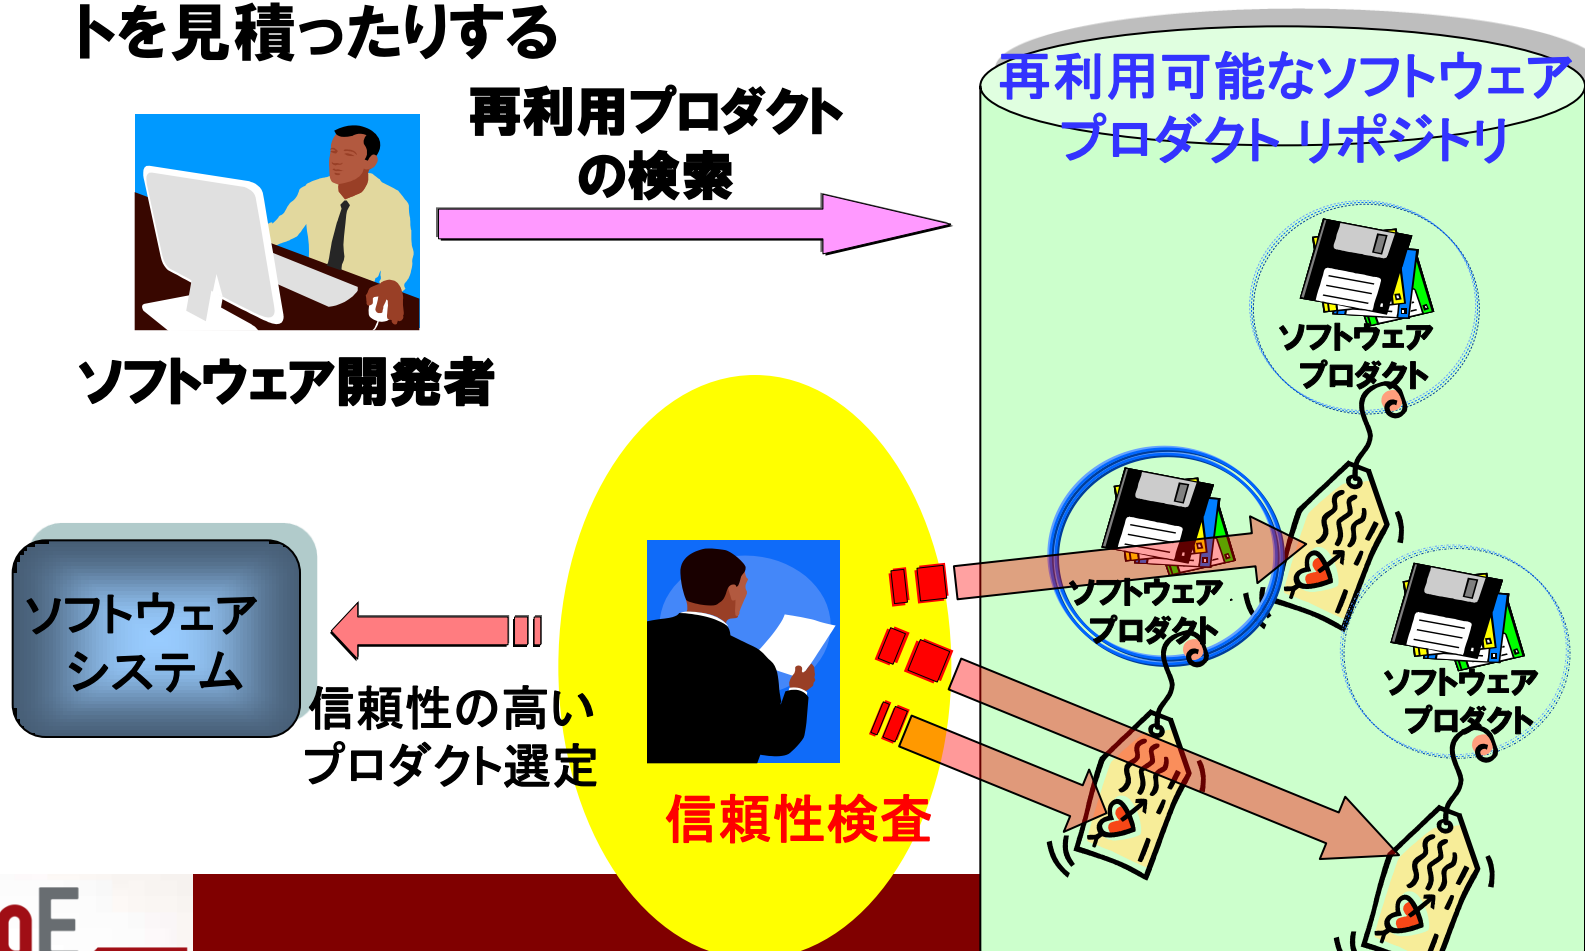 トを見積ったりする
再利用可能なソフトウェア
プロダクト リポジトリ
再利用プロダクト
の検索
ソフトウェア
プロダクト
ソフトウェア開発者
ソフトウェア
プロダクト
ソフトウェア
システム
ソフトウェア
プロダクト
信頼性の高い
プロダクト選定
信頼性検査